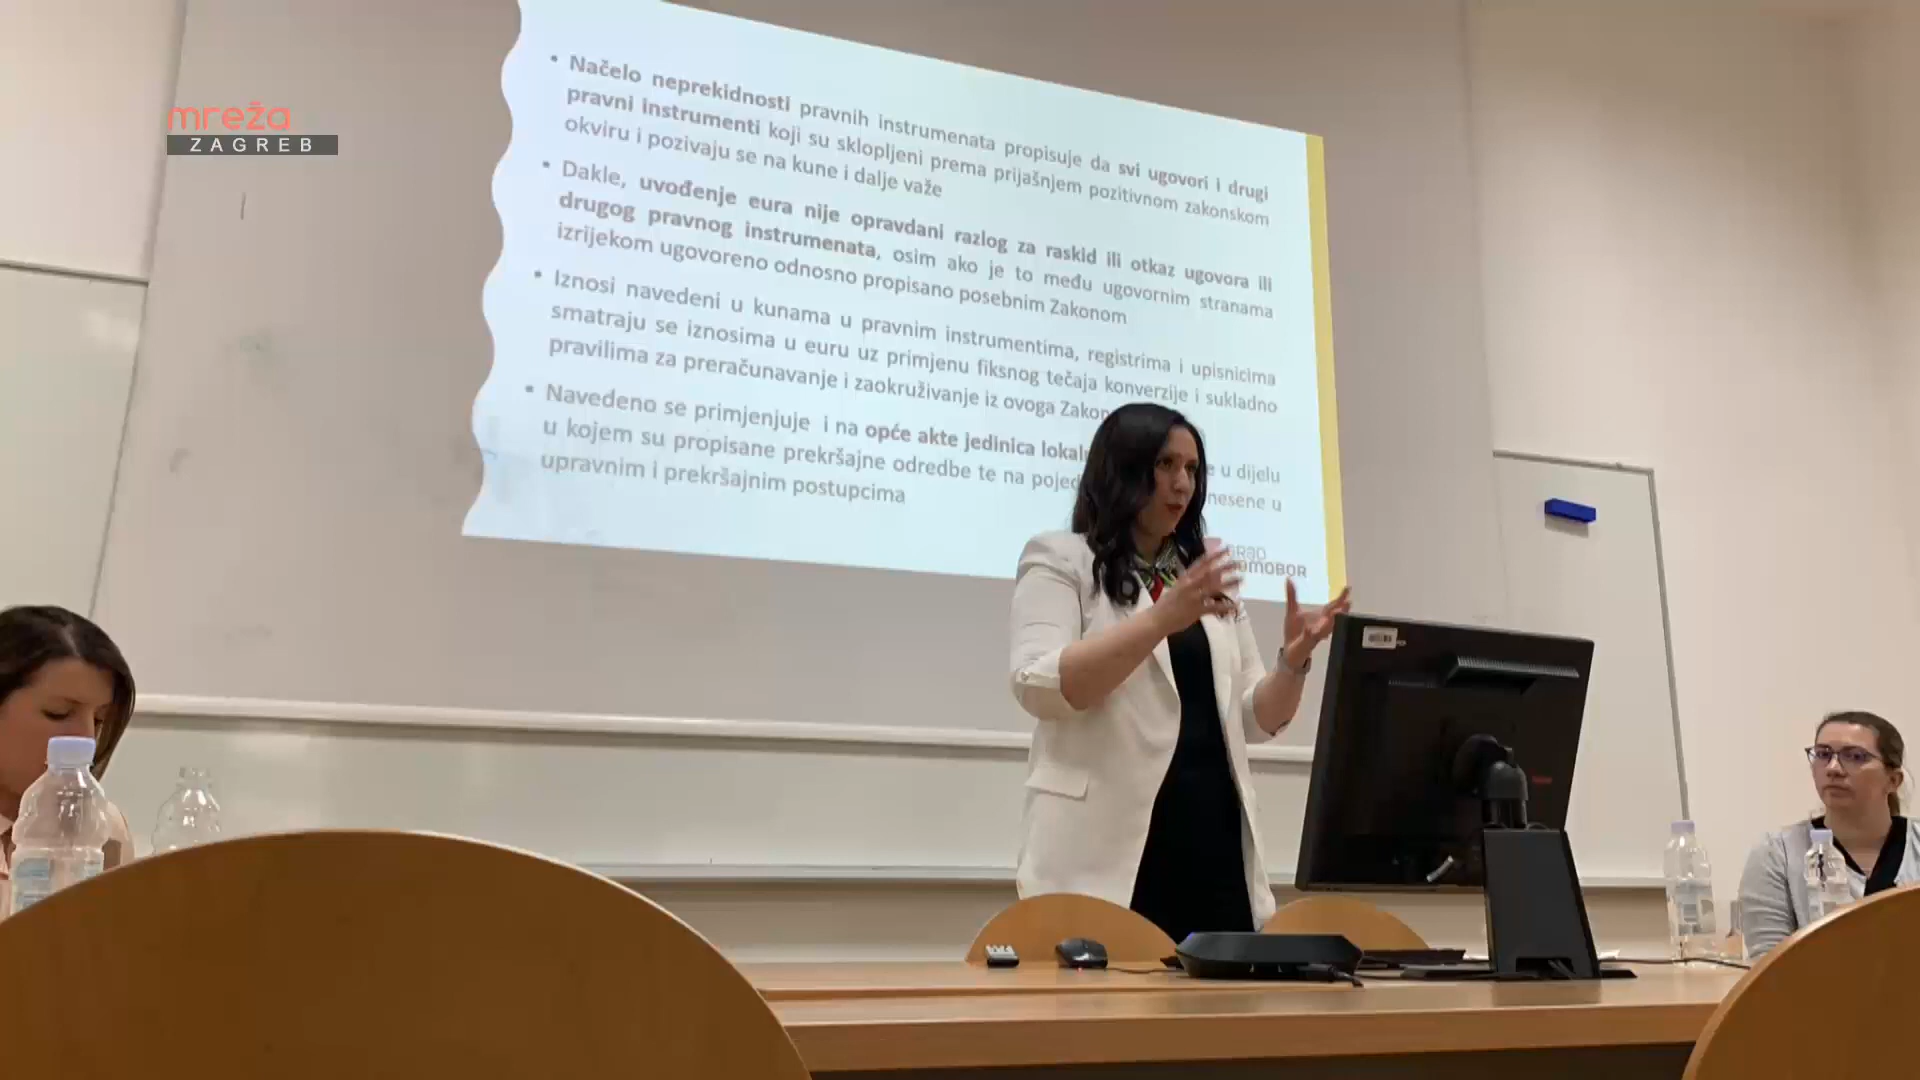 mreža
ZAGREB
• Načelo neprekidnosti pravnih instrumenata propisuje da svi ugovori i drugi
pravni instrumenti koji su sklopljeni prema prijašnjem pozitivnom zakonskom
okviru i pozivaju se na kune i dalje važe
• Dakle, uvođenje eura nije opravdani razlog za raskid ili otkaz ugovora ili
drugog pravnog instrumenata, osim ako je to među ugovornim stranama
izrijekom ugovoreno odnosno propisano posebnim Zakonom
• Iznosi navedeni u kunama u pravnim instrumentima, registrima i upisnicima
smatraju se iznosima u euru uz primjenu fiksnog tečaja konverzije i sukladno
pravilima za preračunavanje i zaokruživanje iz ovoga
• Navedeno se primjenjuje i na opće akte jedinica u dijelu
u kojem su propisane prekršajne odredbe te na u
upravnim i prekršajnim postupcima
GRAD